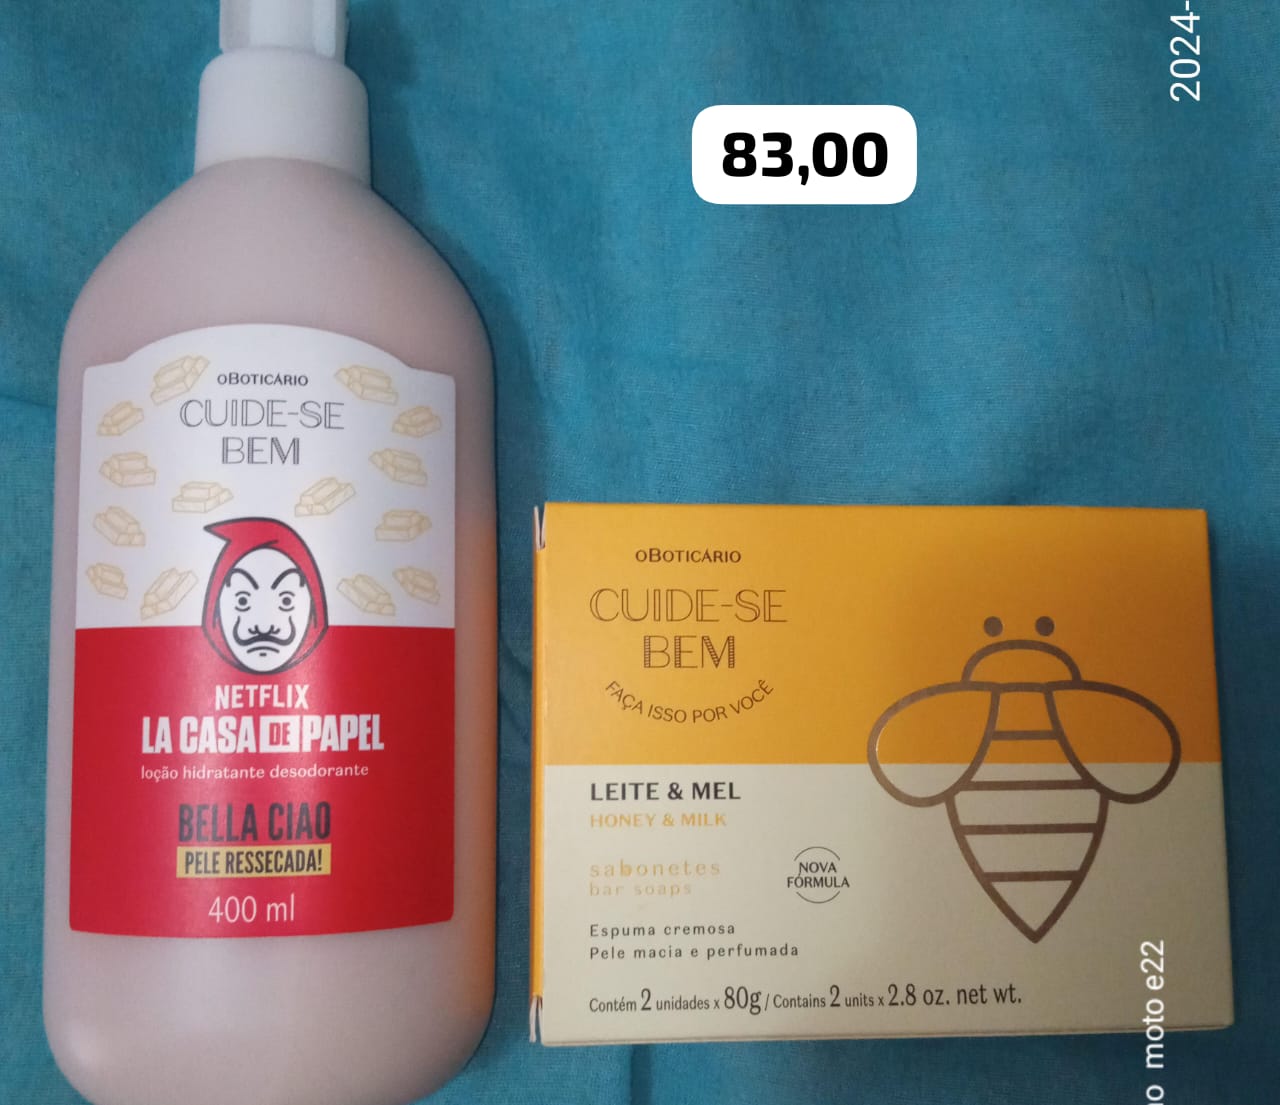 83,00
2024-
oBOTICÁRIO
CUIDE-SE
BEM
NETFLIX
LA CASA DE PAPEL
loção hidratante desodorante
BELLA CIAO
PELE RESSECADA!
400 ml
oBOTICÁRIO
CUIDE-SE
BEM
FAÇA ISSO POR VOCÊ
LEITE & MEL
HONEY & MILK
sabonetes
bar soaps
NOVA
FÓRMULA
Espuma cremosa
Pele macia e perfumada
Contém 2 unidades x 80g / Contains 2 units x 2.8 oz. net wt.
moto e22